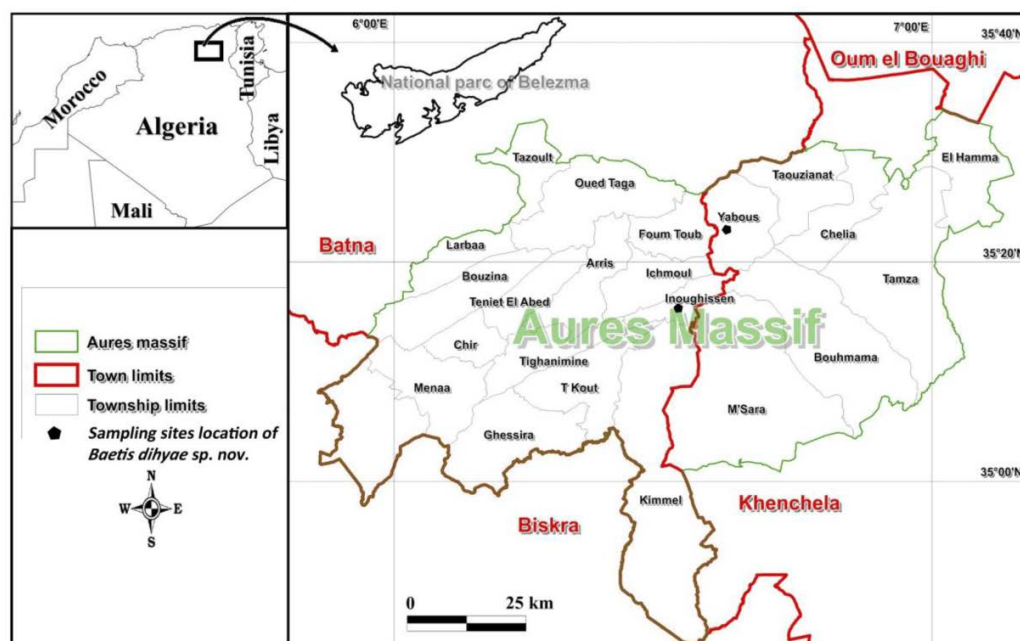 Morocco
Algeria
Tunisia
Libya
Mali
6°00'E
7°00'E
35°40'N
35°20'N
35°00'N
National parc of Belezma
Oum el Bouaghi
El Hamma
Tazoult
Taouzianat
Oued Taga
Yabous
Foum Toub
Chelia
Batna
Larbaa
Arris
Ichmoul
Tamza
Bouzina
Teniet El Abed
Inoughissen
Aures Massif
Chir
Tighanimine
Bouhmama
Menaa
T Kout
M'Sara
Ghessira
Kimmel
Khenchela
Biskra
0 25 km
Aures massif
Town limits
Township limits
Sampling sites location of
Baetis dihyae sp. nov.
N
W E
S